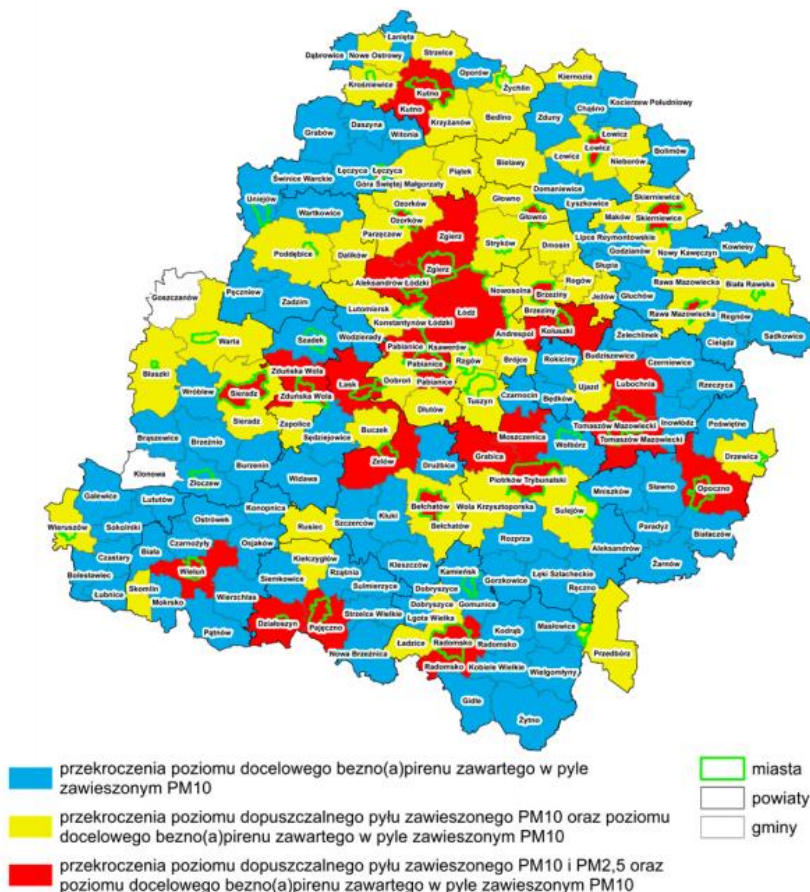 Łanięta
Dąbrowice
Nowe Ostrowy
Strzelce
Krośniewice
Kutno
Oporów
Żychlin
Kiernozia
Kutno
Krzyżanów
Bedlno
Zduny
Chąśno
Kocierzew Południowy
Grabów
Daszyna
Witonia
Łowicz
Łowicz
Łowicz
Nieborów
Bolimów
Świnice Warckie
Łęczyca
Łęczyca
Góra Świętej Małgorzaty
Piątek
Bielawy
Domaniewice
Łyszkowice
Skierniewice
Maków
Skierniewice
Uniejów
Wartkowice
Ozorków
Ozorków
Parzęczew
Zgierz
Głowno
Głowno
Stryków
Dmosin
Lipce Reymontowskie
Godzianów
Nowy Kawęczyn
Kowiesy
Poddębice
Dalików
Zgierz
Aleksandrów Łódzki
Słupia
Rawa Mazowiecka
Biała Rawska
Goszczanów
Pęczniew
Zadzim
Lutomiersk
Nowosolna
Rogów
Brzeziny
Brzeziny
Jeżów
Głuchów
Rawa Mazowiecka
Regnów
Łódź
Konstantynów Łódzki
Andrespol
Koluszki
Żelechlinek
Cielądz
Sadkowice
Warta
Szadek
Wodzierady
Pabianice
Ksawerów
Rzgów
Brójce
Rokiciny
Budziszewice
Czerniewice
Błaszki
Wróblew
Sieradz
Zduńska Wola
Zduńska Wola
Łask
Dobroń
Pabianice
Pabianice
Tuszyn
Czarnocin
Będków
Ujazd
Lubochnia
Rzeczyca
Sieradz
Zapolice
Sędziejowice
Buczek
Dłutów
Moszczenica
Wolbórz
Tomaszów Mazowiecki
Tomaszów Mazowiecki
Inowłódz
Poświętne
Brąszewice
Brzeźnio
Burzenin
Widawa
Zelów
Drużbice
Grabica
Piotrków Trybunalski
Drzewica
Klonowa
Złoczew
Opoczno
Galewice
Lututów
Konopnica
Bełchatów
Bełchatów
Wola Krzysztoporska
Sulejów
Mniszków
Sławno
Wieruszów
Sokolniki
Ostrówek
Rusiec
Szczerców
Kluki
Rozprza
Paradyż
Białaczów
Czastary
Biała
Czarnożyły
Osjaków
Kiełczygłów
Kleszczów
Aleksandrów
Żarnów
Bolesławiec
Łubnice
Skomlin
Mokrsko
Wieluń
Wierzchlas
Siemkowice
Rząśnia
Sulmierzyce
Kamieńsk
Gorzkowice
Łęki Szlacheckie
Ręczno
Pątnów
Działoszyn
Pajęczno
Strzelce Wielkie
Dobryszyce
Dobryszyce
Gomunice
Lgota Wielka
Kodrąb
Masłowice
Nowa Brzeźnica
Ładzice
Radomsko
Radomsko
Radomsko
Kobiele Wielkie
Wielgomłyny
Przedbórz
Gidle
Żytno
przekroczenia poziomu docelowego bezno(a)pirenu zawartego w pyle
zawieszonym PM10
przekroczenia poziomu dopuszczalnego pyłu zawieszonego PM10 oraz poziomu
docelowego bezno(a)pirenu zawartego w pyle zawieszonym PM10
przekroczenia poziomu dopuszczalnego pyłu zawieszonego PM10 i PM2,5 oraz
poziomu docelowego bezno(a)pirenu zawartego w pyle zawieszonym PM10
miasta
powiaty
gminy